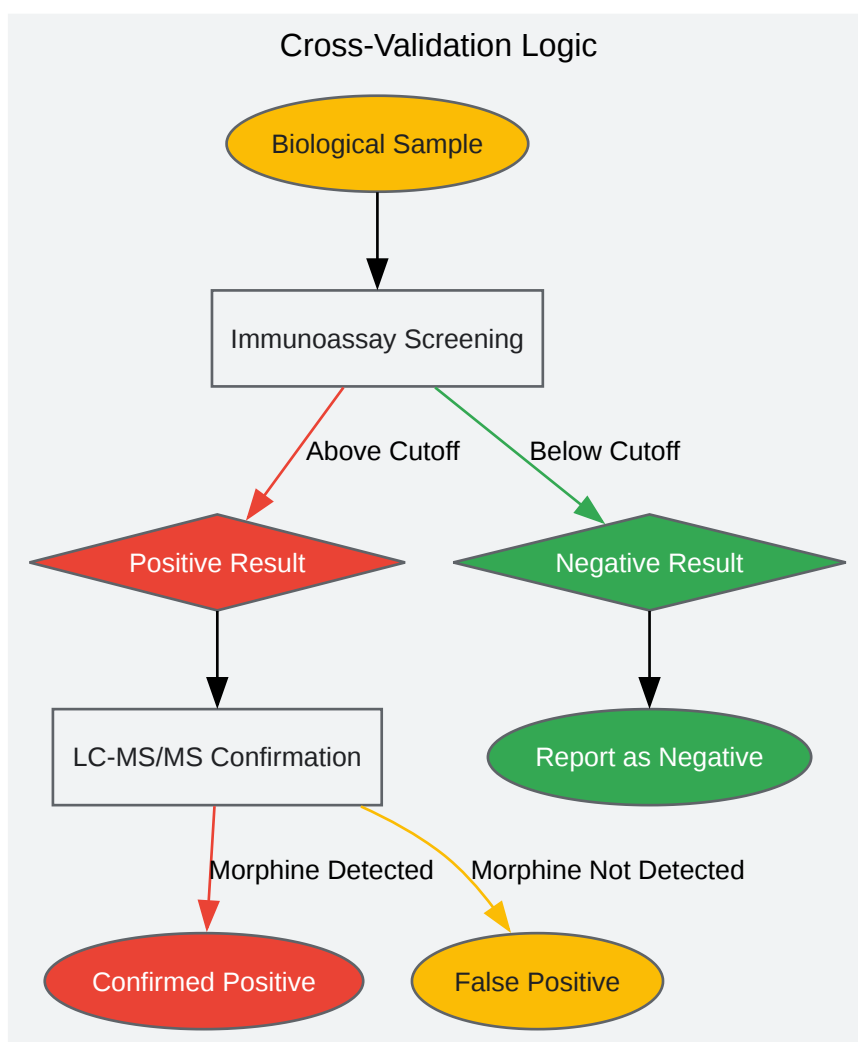 Cross-Validation Logic
Biological Sample
Immunoassay Screening
Above Cutoff
Below Cutoff
Positive Result
Negative Result
LC-MS/MS Confirmation
Report as Negative
Morphine Detected
Morphine Not Detected
Confirmed Positive
False Positive